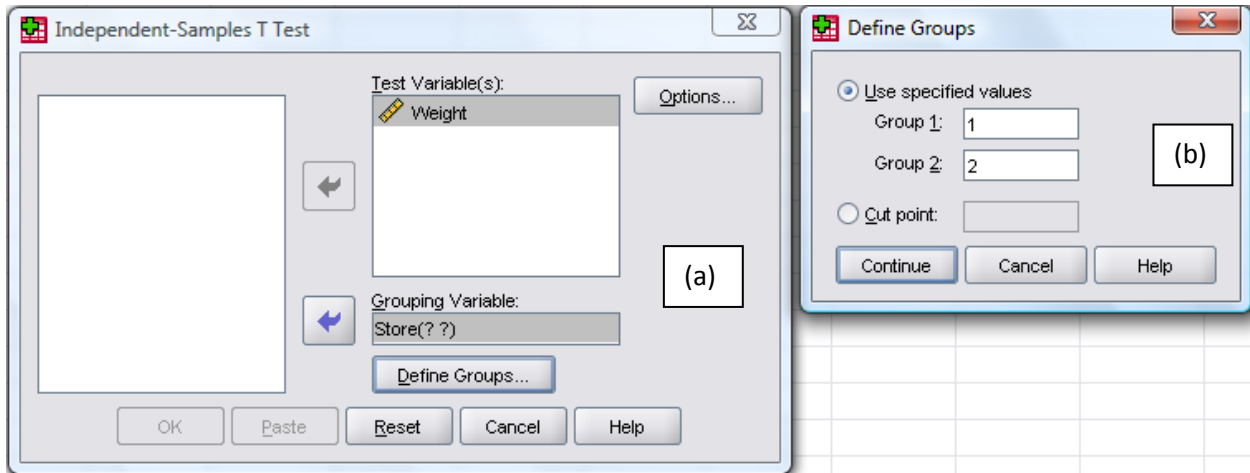 Independent-Samples T Test
Test Variable(s):
Weight
Options...
(a)
Grouping Variable:
Store(? ?)
Define Groups...
OK Paste Reset Cancel Help
Define Groups
Use specified values
Group 1: 1
Group 2: 2
(b)
Cut point:
Continue Cancel Help